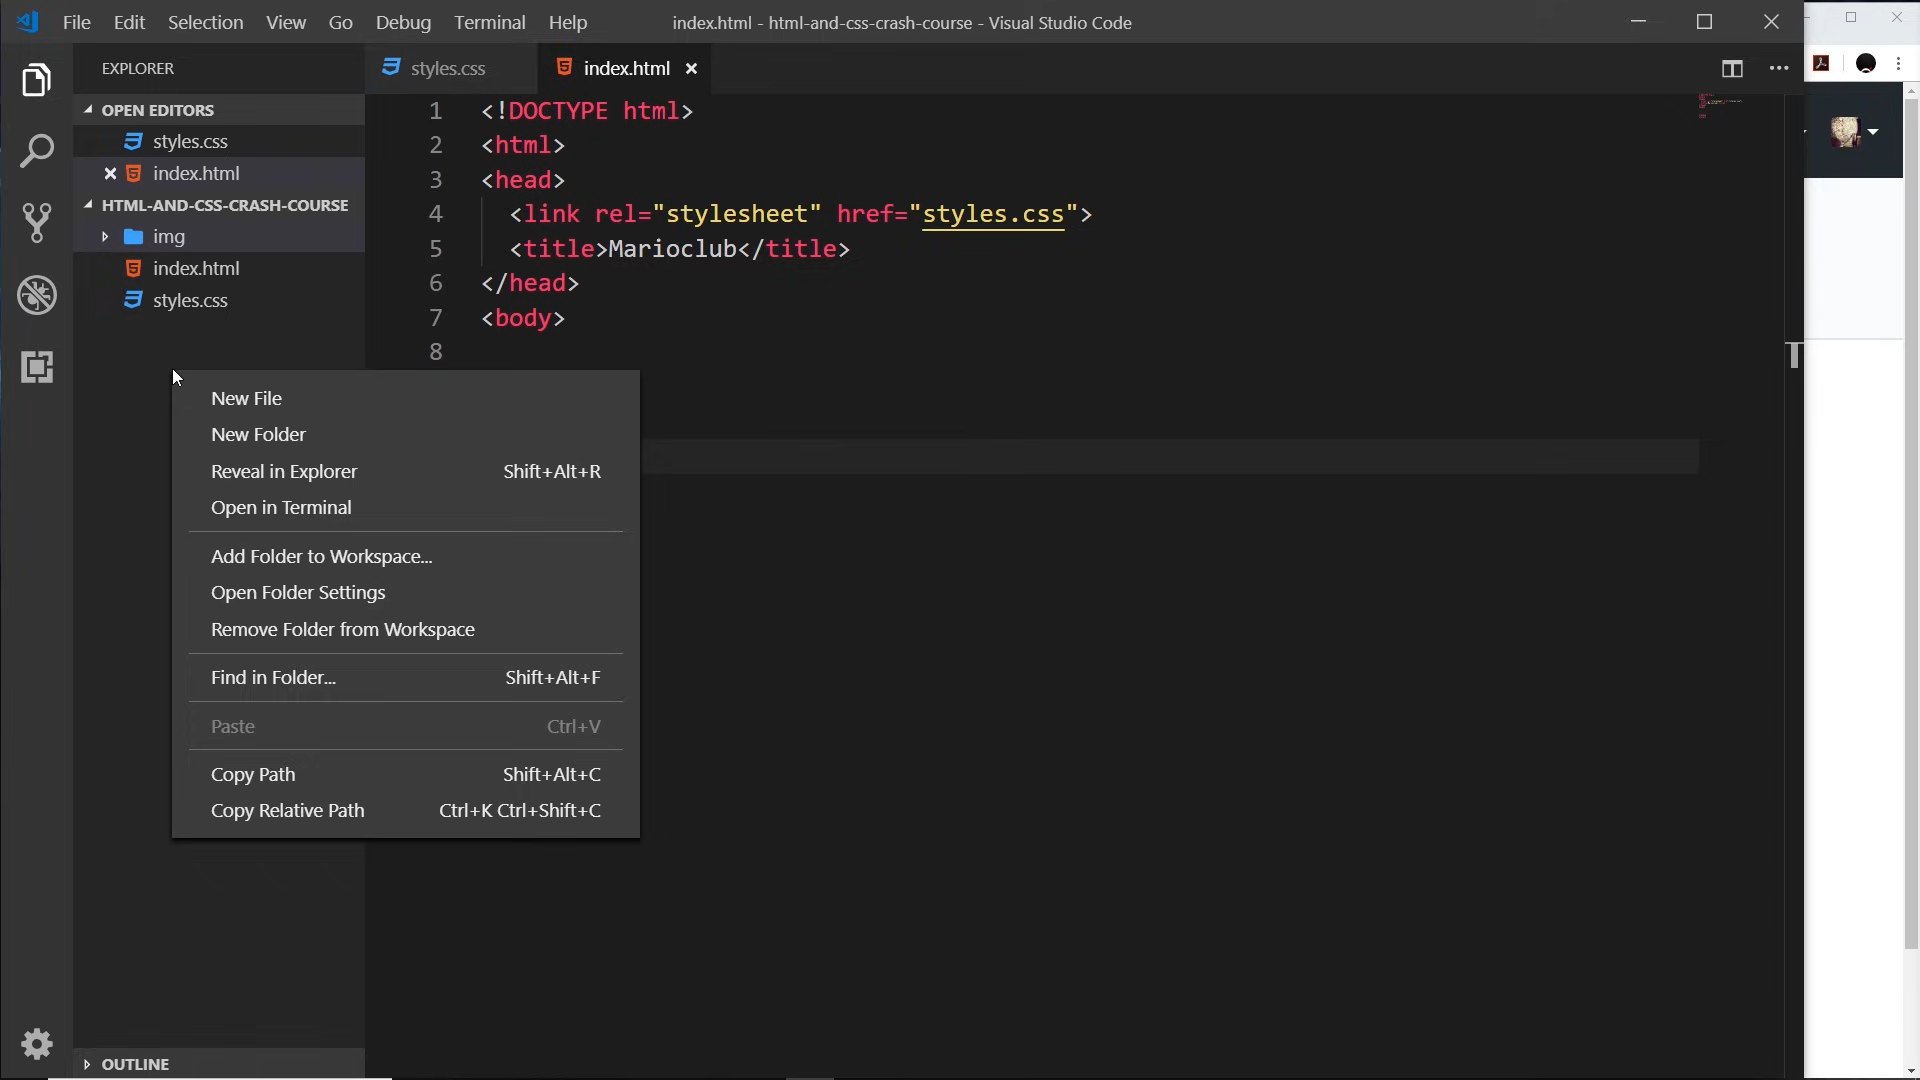 File Edit Selection View Go Debug Terminal Help index.html - html-and-css-crash-course - Visual Studio Code
EXPLORER
OPEN EDITORS
styles.css
index.html
HTML-AND-CSS-CRASH-COURSE
img
index.html
styles.css
styles.css index.html
1 <!DOCTYPE html>
2 <html>
3 <head>
4 <link rel="stylesheet" href="styles.css">
5 <title>Marioclub</title>
6 </head>
7 <body>
8
New File
New Folder
Reveal in Explorer Shift+Alt+R
Open in Terminal
Add Folder to Workspace...
Open Folder Settings
Remove Folder from Workspace
Find in Folder... Shift+Alt+F
Paste Ctrl+V
Copy Path Shift+Alt+C
Copy Relative Path Ctrl+K Ctrl+Shift+C
OUTLINE